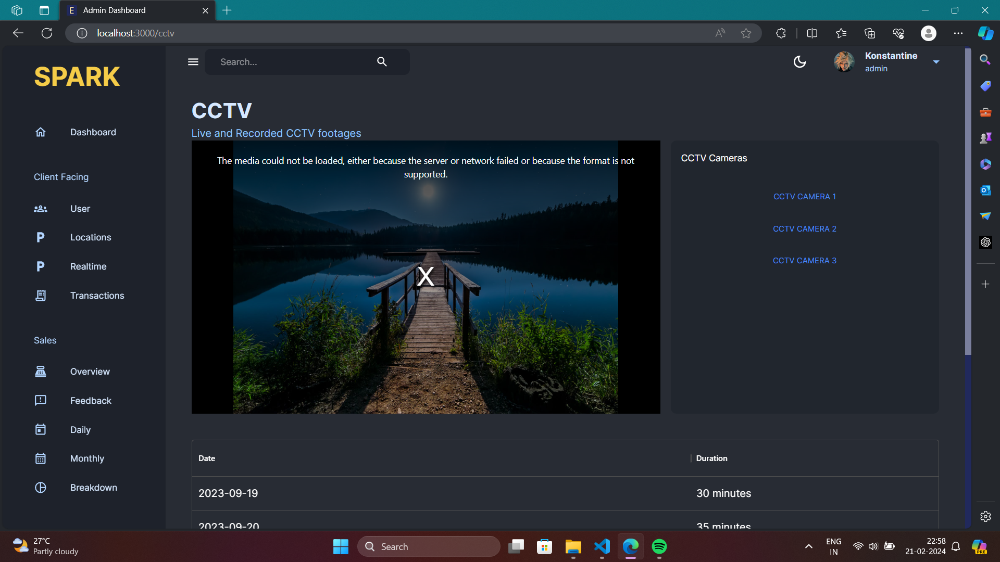 E Admin Dashboard
localhost:3000/cctv
SPARK
Search...
Konstantine
admin
Dashboard
Client Facing
User
Locations
Realtime
Transactions
Sales
Overview
Feedback
Daily
Monthly
Breakdown
CCTV
Live and Recorded CCTV footages
The media could not be loaded, either because the server or network failed or because the format is not
supported.
X
CCTV Cameras
CCTV CAMERA 1
CCTV CAMERA 2
CCTV CAMERA 3
Date
Duration
2023-09-19
30 minutes
2023-09-20
35 minutes
27°C
Partly cloudy
Search
ENG
IN
22:58
21-02-2024
PRE